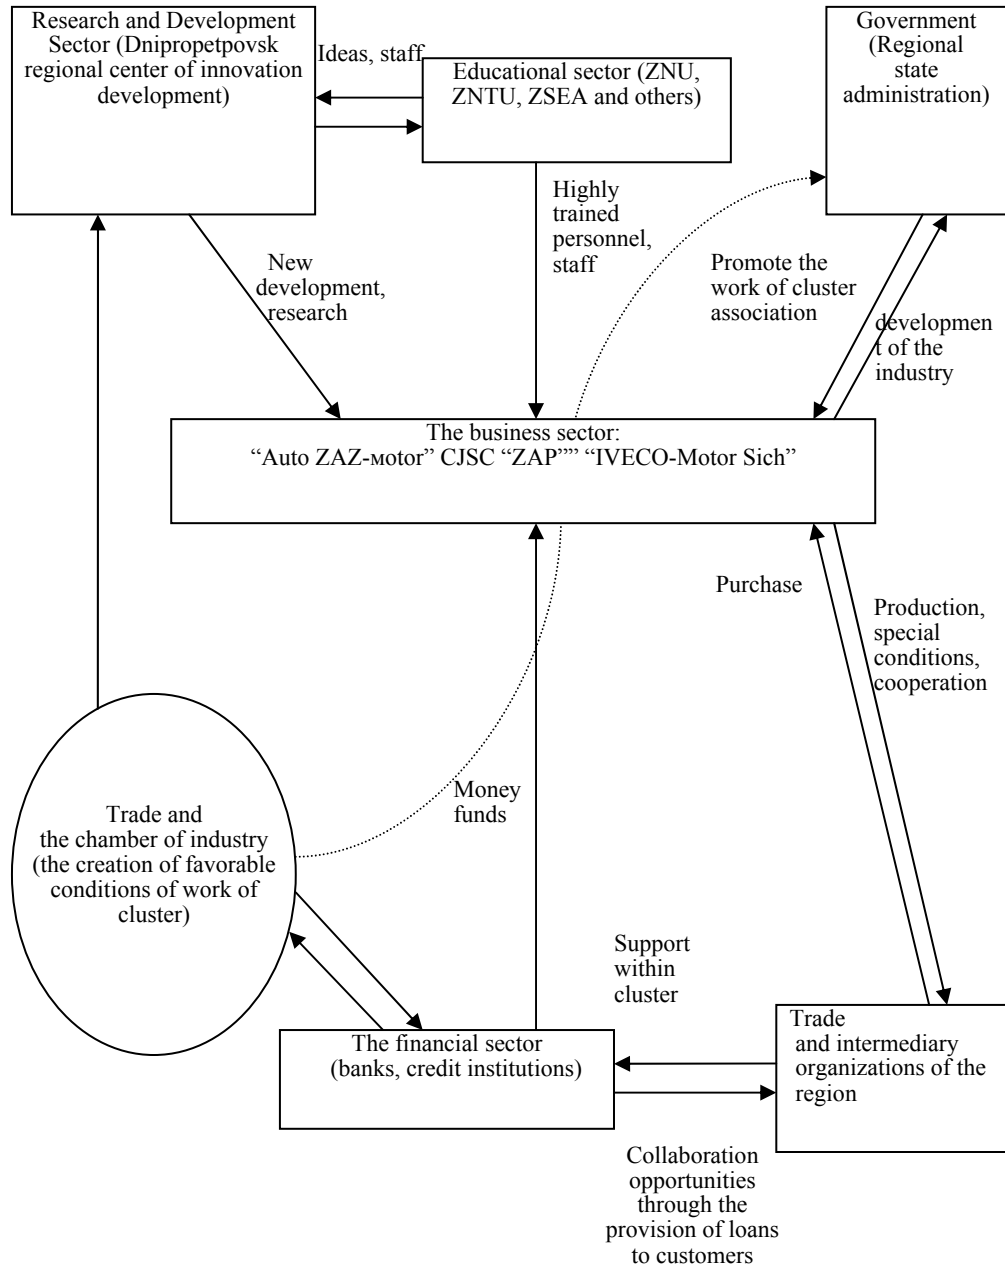 Research and Development
Sector (Dnipropetpovsk
regional center of innovation
development)
Ideas, staff
Educational sector (ZNU,
ZNTU, ZSEA and others)
Government
(Regional
state
administration)
Highly
trained
personnel,
staff
New
development,
research
Promote the
work of cluster
association
developmen
t of the
industry
The business sector:
“Auto ZAZ-мotor” CJSC “ZAP”” “IVECO-Motor Sich”
Purchase
Production,
special
conditions,
cooperation
Trade and
the chamber of industry
(the creation of favorable
conditions of work of
cluster)
Money
funds
Support
within
cluster
The financial sector
(banks, credit institutions)
Trade
and intermediary
organizations of the
region
Collaboration
opportunities
through the
provision of loans
to customers